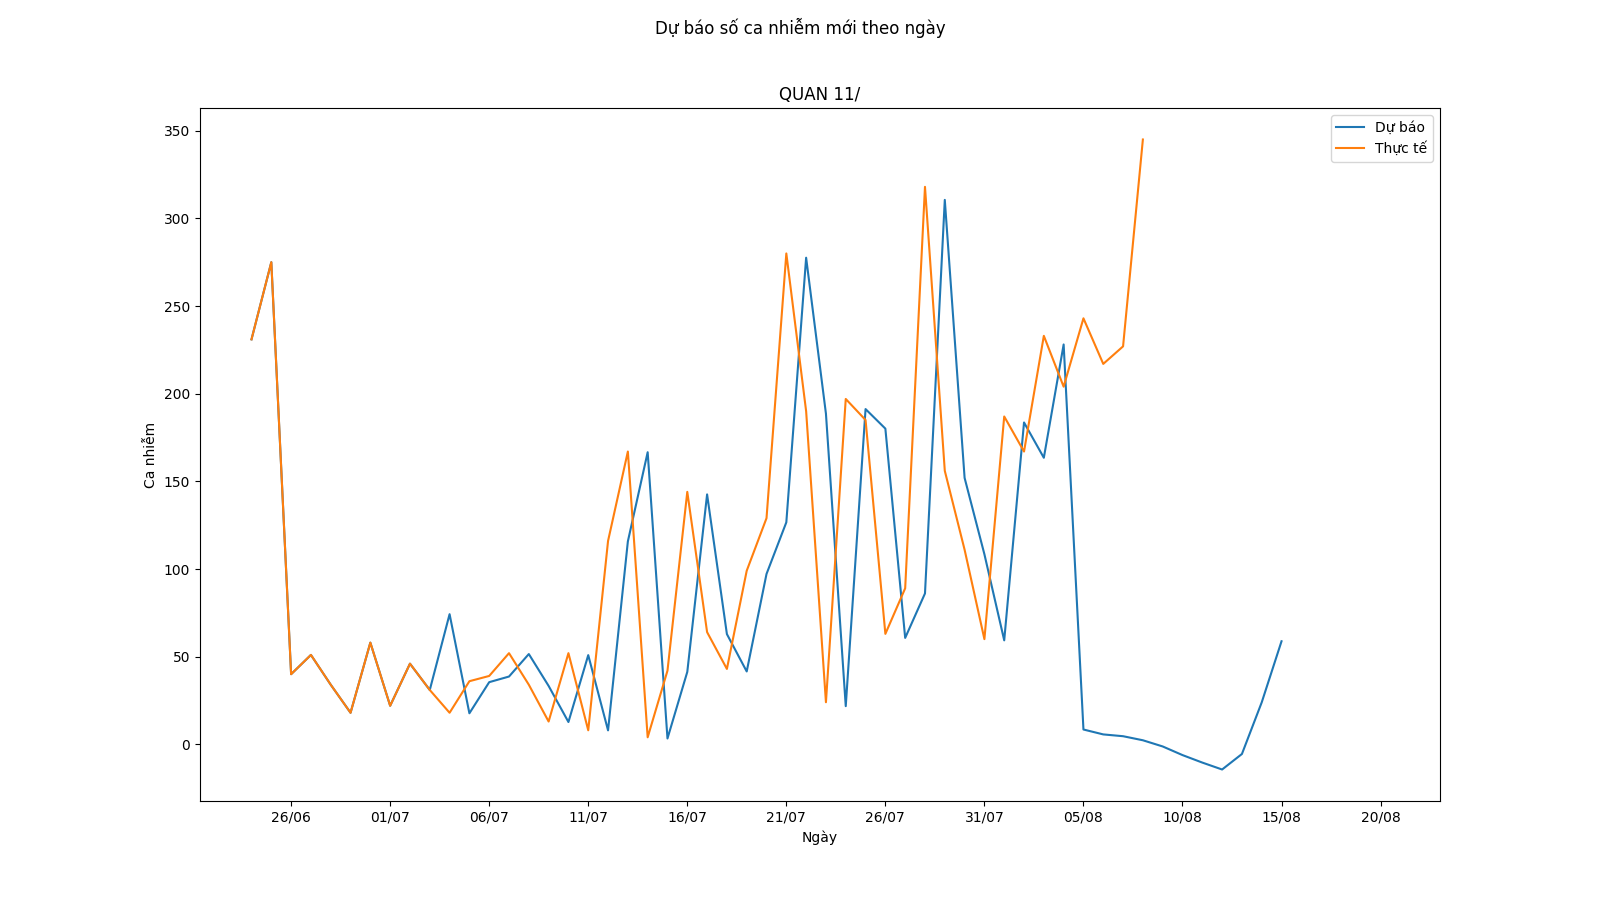 Dự báo số ca nhiễm mới theo ngày
QUAN 11/
Dự báo
Thực tế
350
300
250
200
150
100
50
0
Ca nhiễm
26/06 01/07 06/07 11/07 16/07 21/07 26/07 31/07 05/08 10/08 15/08 20/08
Ngày